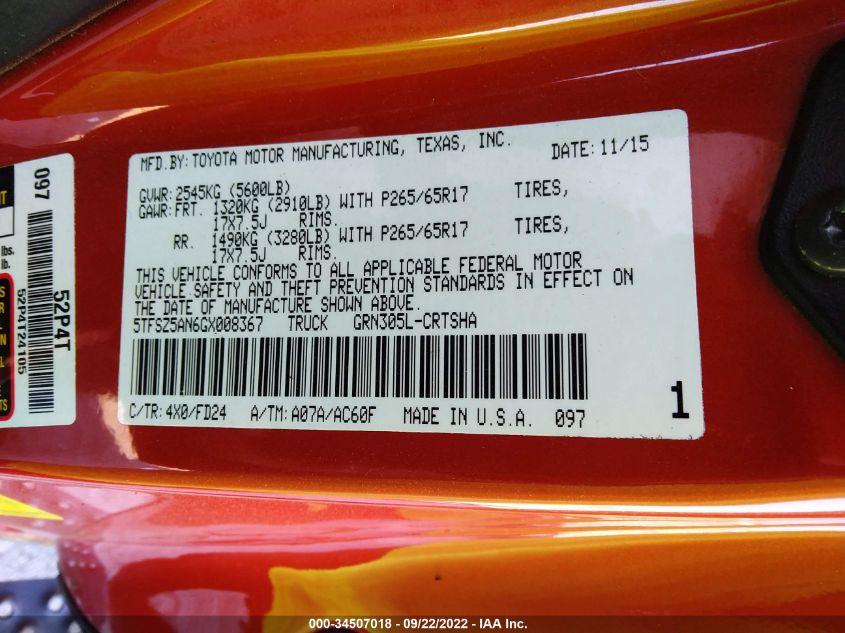 MFD.BY:TOYOTA MOTOR MANUFACTURING, TEXAS, INC. DATE:11/15
GVWR:2545KG (5600LB)
GAWR:FRT. 1320KG (2910LB) WITH P265/65R17 TIRES,
17X7.5J RIMS.
RR. 1490KG (3280LB) WITH P265/65R17 TIRES,
17X7.5J RIMS.
THIS VEHICLE CONFORMS TO ALL APPLICABLE FEDERAL MOTOR
VEHICLE SAFETY AND THEFT PREVENTION STANDARDS IN EFFECT ON
THE DATE OF MANUFACTURE SHOWN ABOVE.
5TFSZ5AN6GX008367 TRUCK GRN305L-CRTSHA
C/TR:4X0/FD24 A/TM:A07A/AC60F MADE IN U.S.A. 097
1
097
52P4T24105
52P4T
lbs.
lb.
000-34507018 - 09/22/2022 - IAA Inc.